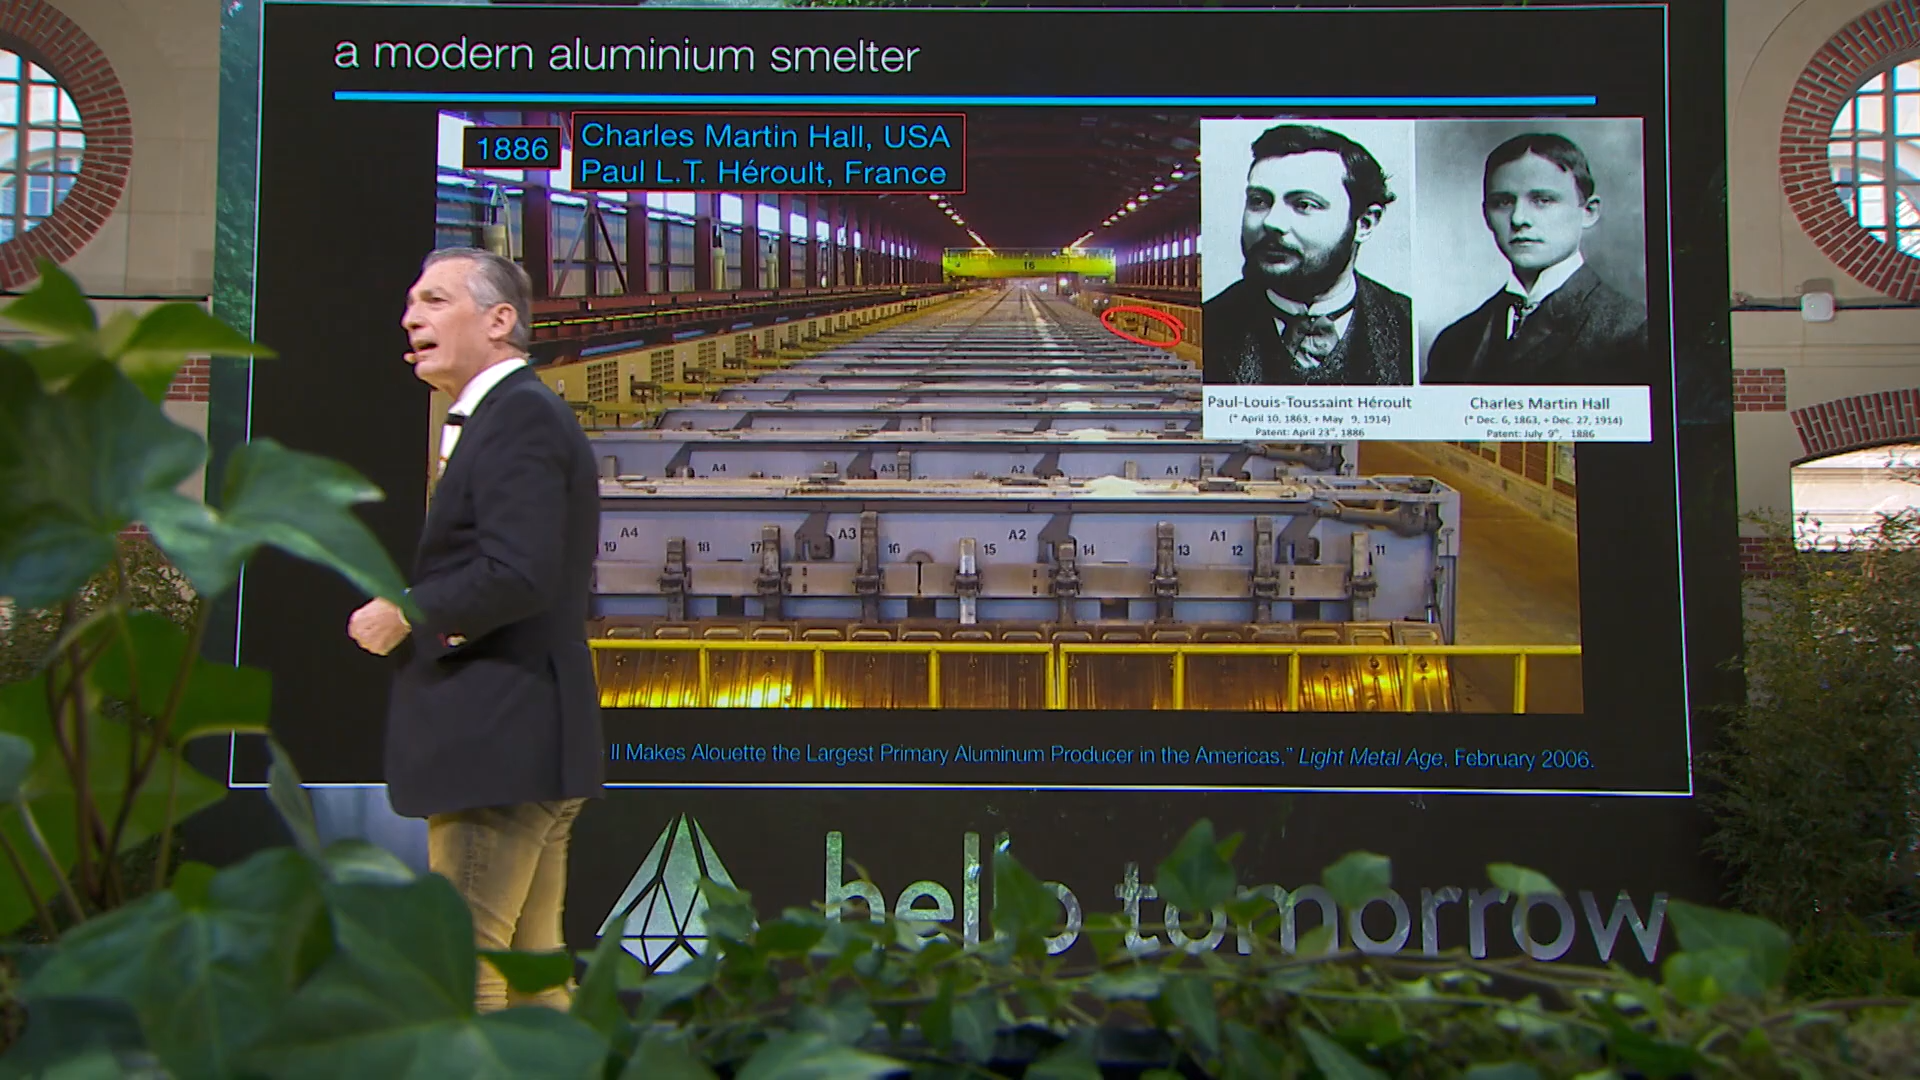 a modern aluminium smelter
1886
Charles Martin Hall, USA
Paul L.T. Héroult, France
16
Paul-Louis-Toussaint Héroult
(* April 10, 1863, + May 9, 1914)
Patent: April 23rd, 1886
Charles Martin Hall
(* Dec. 6, 1863, + Dec. 27, 1914)
Patent: July 9th, 1886
A4 A3 A2 A1
A4 A3 A2 A1
19 18 17 16 15 14 13 12 11
II Makes Alouette the Largest Primary Aluminum Producer in the Americas," Light Metal Age, February 2006.
hello tomorrow